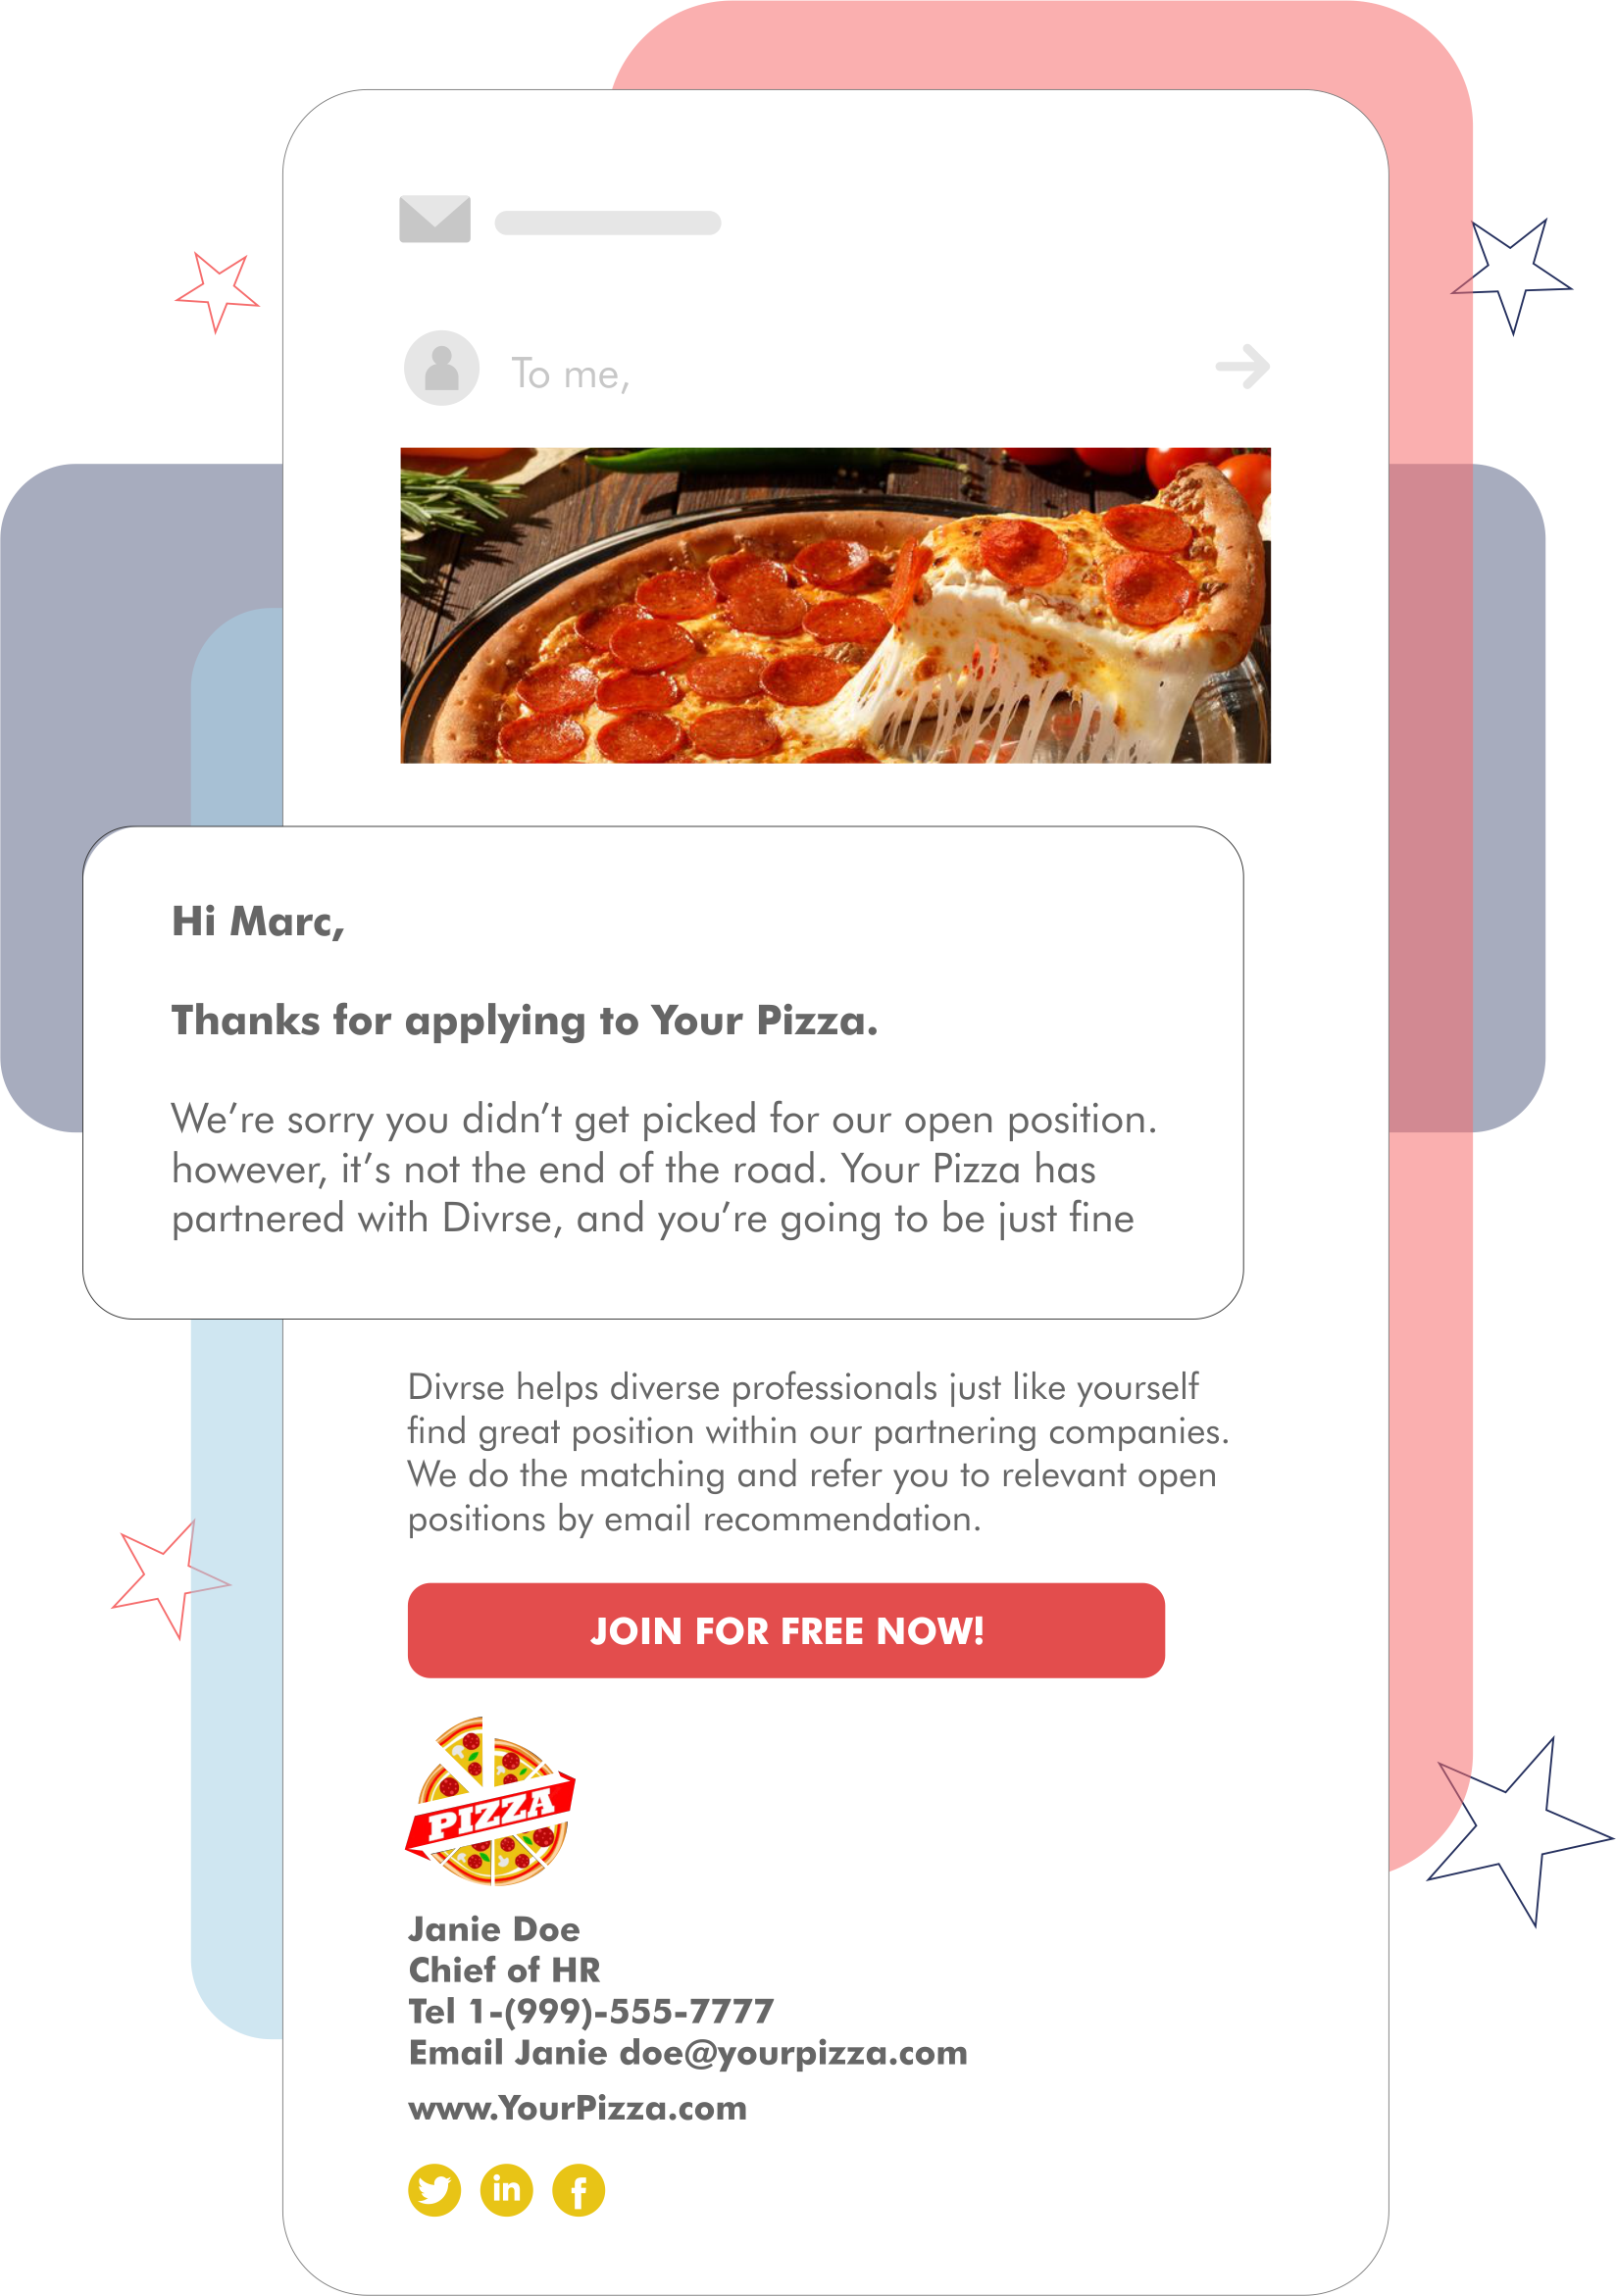 To me,
Hi Marc,
Thanks for applying to Your Pizza.
We’re sorry you didn’t get picked for our open position.
however, it’s not the end of the road. Your Pizza has
partnered with Divrse, and you’re going to be just fine
Divrse helps diverse professionals just like yourself
find great position within our partnering companies.
We do the matching and refer you to relevant open
positions by email recommendation.
JOIN FOR FREE NOW!
PIZZA
Janie Doe
Chief of HR
Tel 1-(999)-555-7777
Email Janie doe@yourpizza.com
www.YourPizza.com
in
f